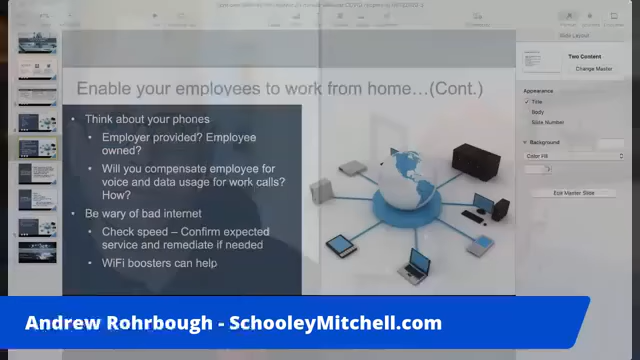 Slide Layout
Enable your employees to work from home…(Cont.)
Two Content
Change Master
Appearance
Title
Body
Slide Number
Background
Color Fill
Edit Master Slide
• Think about your phones
• Employer provided? Employee
owned?
• Will you compensate employee for
voice and data usage for work calls?
How?
• Be wary of bad internet
• Check speed – Confirm expected
service and remediate if needed
• WiFi boosters can help
Andrew Rohrbough - SchooleyMitchell.com